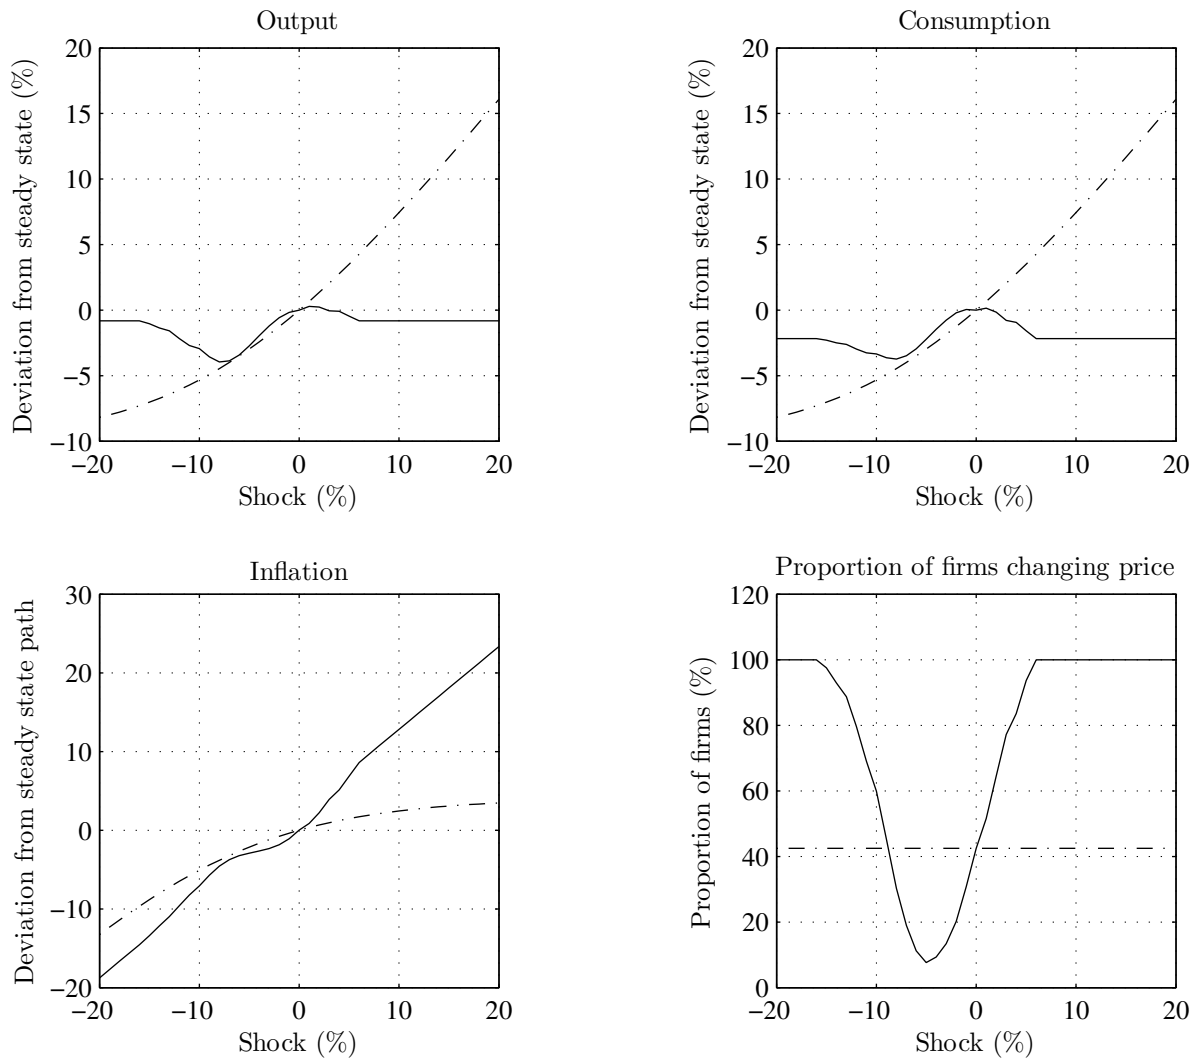 Output
Deviation from steady state (%)
20
15
10
5
0
−5
−10
−20 −10 0 10 20
Shock (%)
Consumption
Deviation from steady state (%)
20
15
10
5
0
−5
−10
−20 −10 0 10 20
Shock (%)
Inflation
Deviation from steady state path
30
20
10
0
−10
−20
−20 −10 0 10 20
Shock (%)
Proportion of firms changing price
Proportion of firms (%)
120
100
80
60
40
20
0
−20 −10 0 10 20
Shock (%)